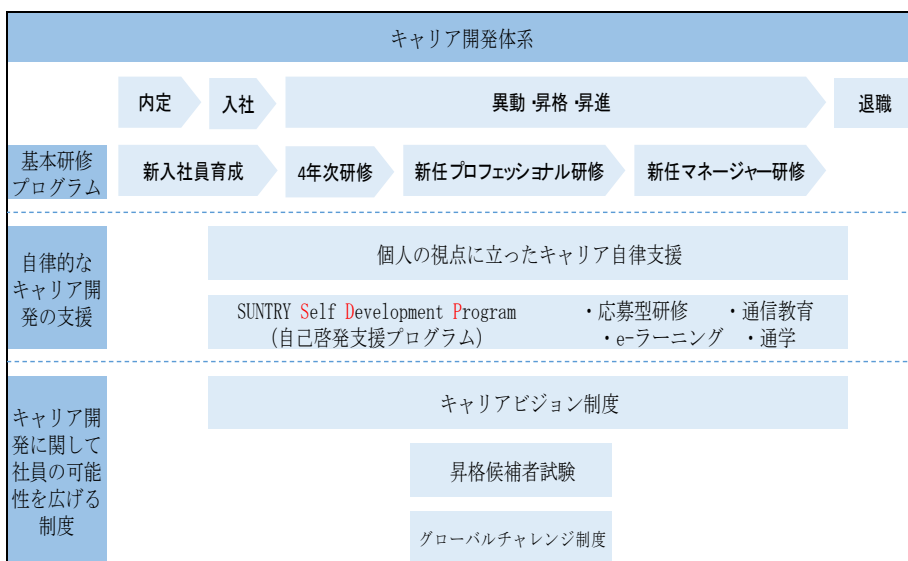 キャリア開発体系
内定
入社
異動・昇格・昇進
退職
基本研修
プログラム
新入社員育成
4年次研修
新任プロフェッショナル研修
新任マネージャー研修
自律的な
キャリア開
発の支援
個人の視点に立ったキャリア自律支援
SUNTRY Self Development Program
(自己啓発支援プログラム)
・応募型研修 ・通信教育
・e-ラーニング ・通学
キャリア開
発に関して
社員の可能
性を広げる
制度
キャリアビジョン制度
昇格候補者試験
グローバルチャレンジ制度